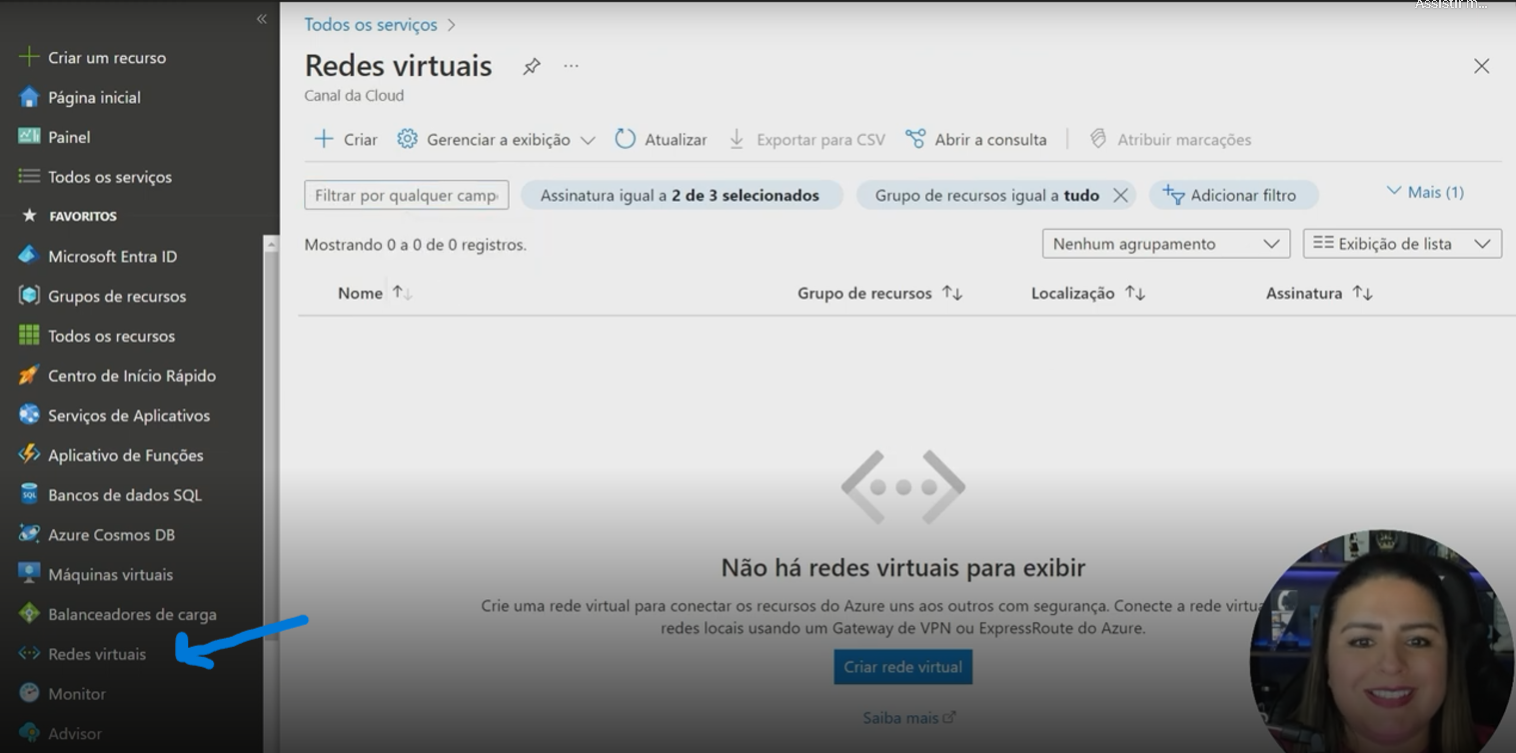 Assistir m...
«
Criar um recurso
Página inicial
Painel
Todos os serviços
FAVORITOS
Microsoft Entra ID
Grupos de recursos
Todos os recursos
Centro de Início Rápido
Serviços de Aplicativos
Aplicativo de Funções
SQL
Bancos de dados SQL
Azure Cosmos DB
Máquinas virtuais
Balanceadores de carga
Redes virtuais
Monitor
Advisor
Todos os serviços >
Redes virtuais ...
Canal da Cloud
Criar Gerenciar a exibição Atualizar Exportar para CSV Abrir a consulta Atribuir marcações
Filtrar por qualquer camp Assinatura igual a 2 de 3 selecionados Grupo de recursos igual a tudo Adicionar filtro Mais (1)
Mostrando 0 a 0 de 0 registros. Nenhum agrupamento Exibição de lista
Nome ↑↓ Grupo de recursos ↑↓ Localização ↑↓ Assinatura ↑↓
Não há redes virtuais para exibir
Crie uma rede virtual para conectar os recursos do Azure uns aos outros com segurança. Conecte a rede
redes locais usando um Gateway de VPN ou ExpressRoute do Azure.
Criar rede virtual
Saiba mais